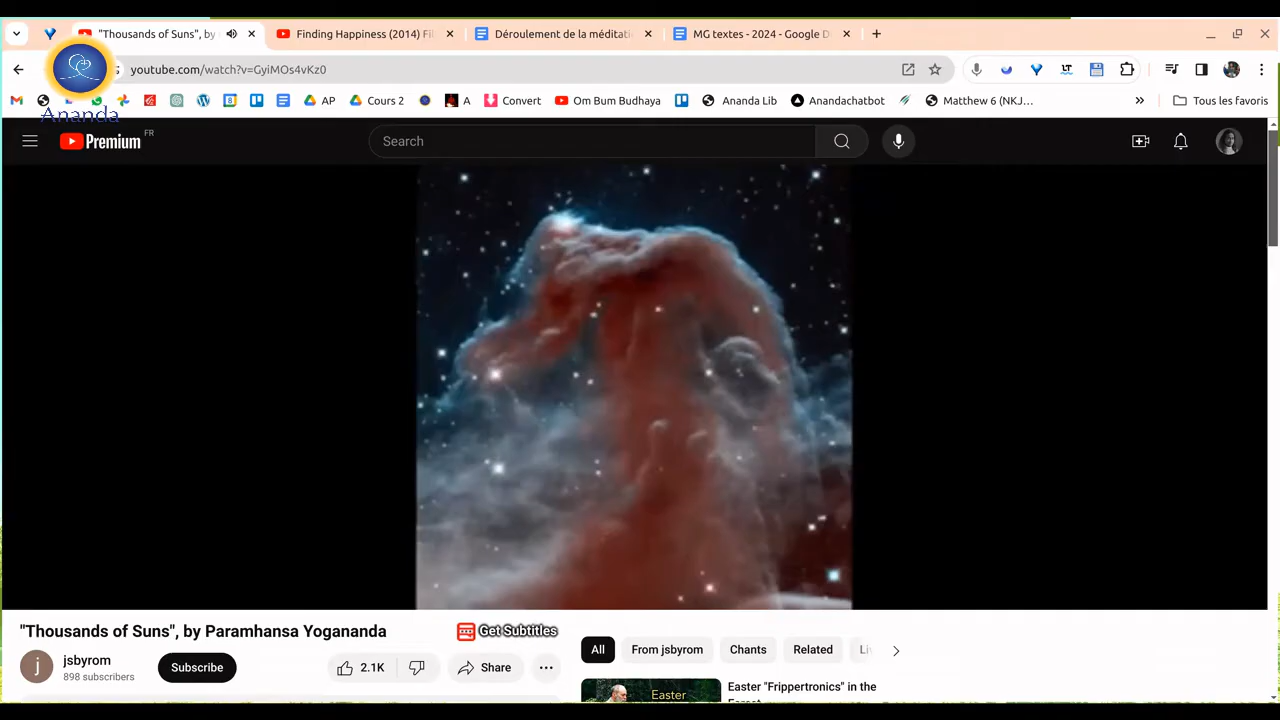 "Thousands of Suns", by
Finding Happiness (2014) Fi
Déroulement de la méditati
MG textes - 2024 - Google D
youtube.com/watch?v=GyiMOs4vKz0
AP
Cours 2
A
Convert
Om Bum Budhaya
Ananda Lib
Anandachatbot
Matthew 6 (NKJ...
Tous les favoris
Ananda
Premium FR
Search
"Thousands of Suns", by Paramhansa Yogananda
Get Subtitles
j
jsbyrom
898 subscribers
Subscribe
2.1K
Share
All
From jsbyrom
Chants
Related
Li
Easter
Easter "Frippertronics" in the